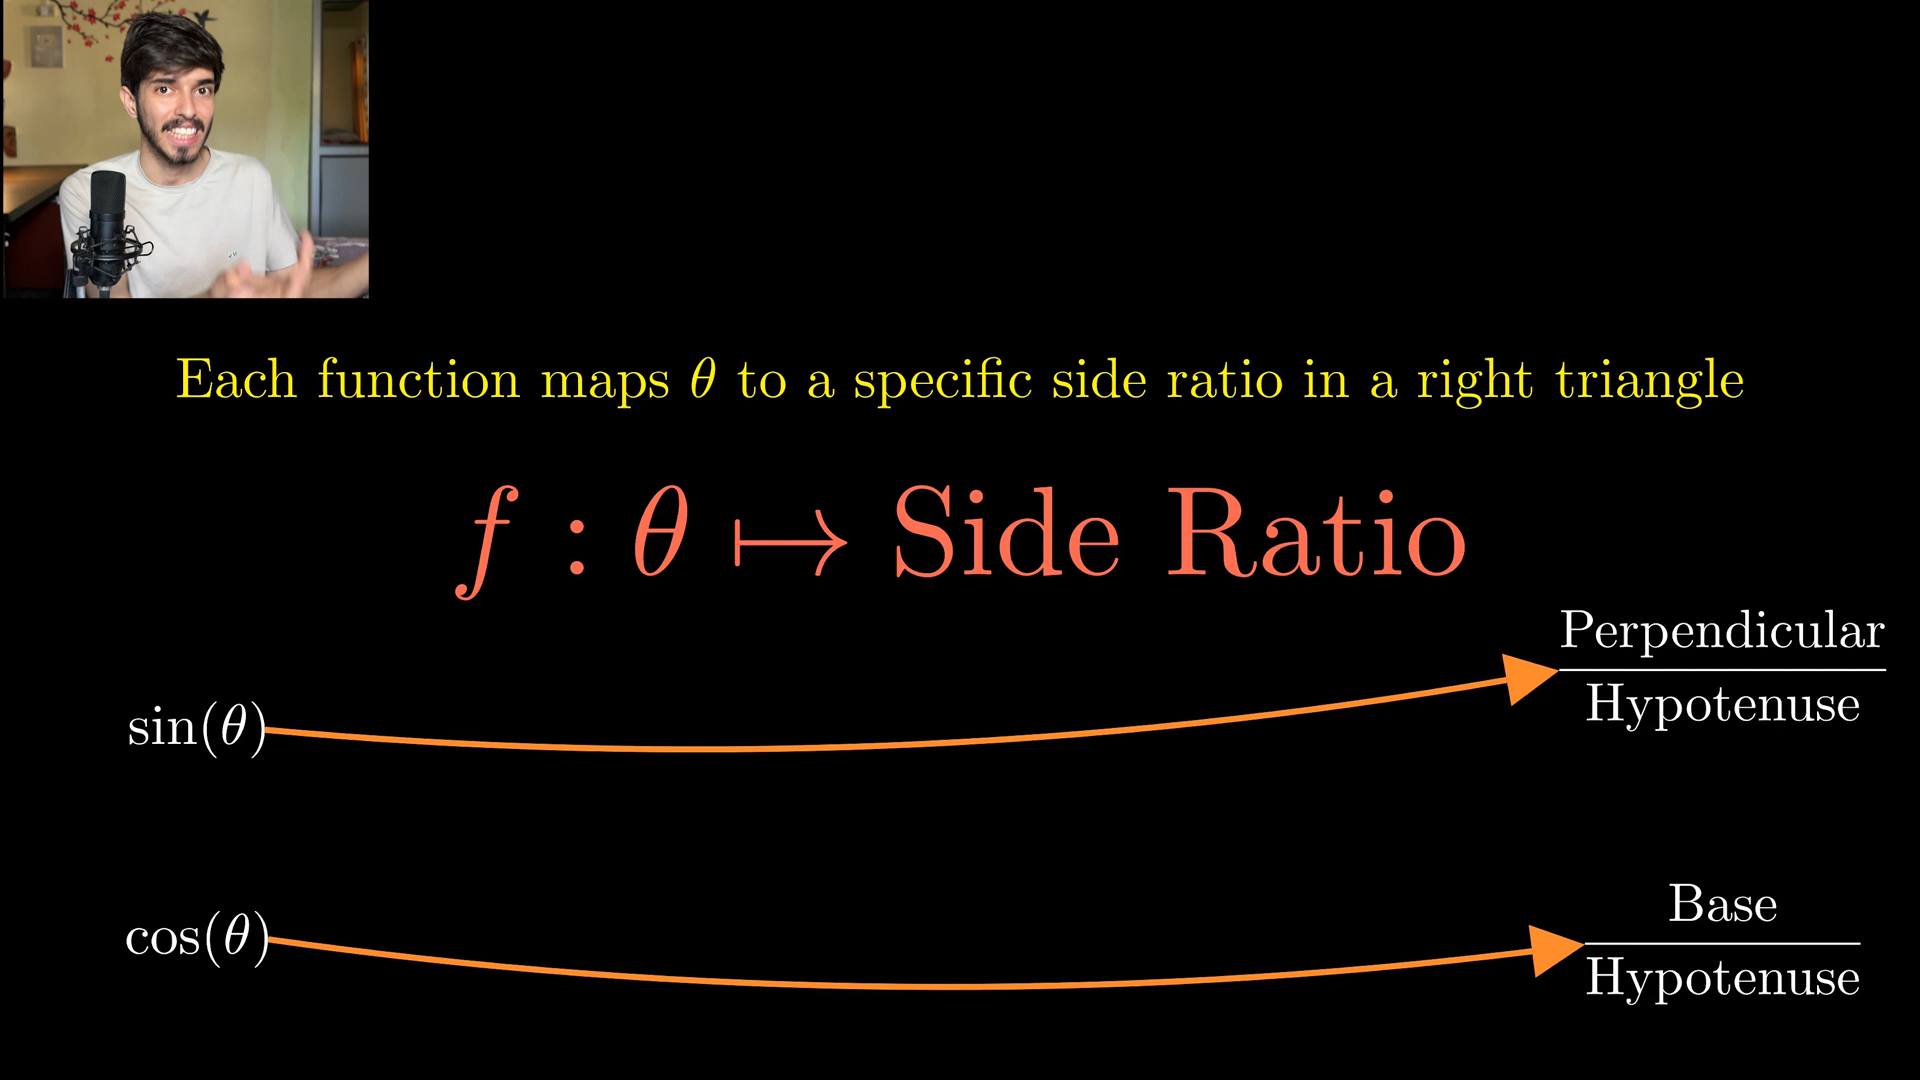 Each function maps θ to a specific side ratio in a right triangle
f : θ ↦ Side Ratio
sin(θ)
Perpendicular
Hypotenuse
cos(θ)
Base
Hypotenuse